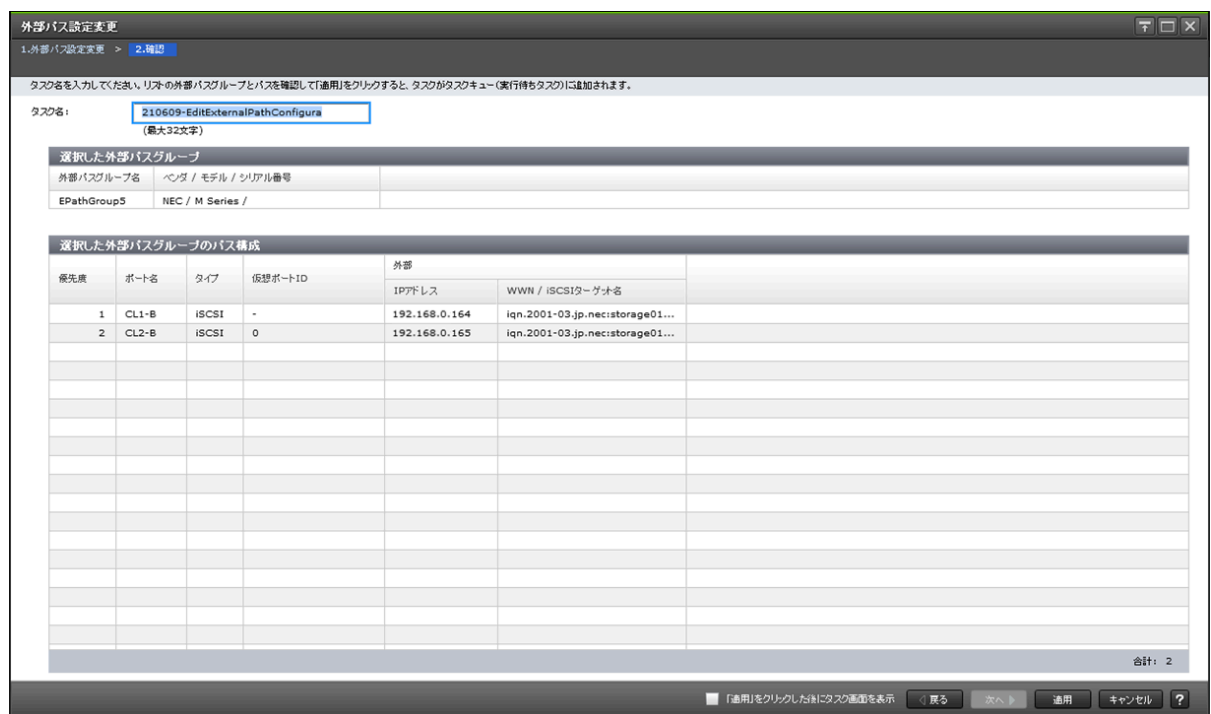 外部パス設定変更
1.外部パス設定変更 > 2.確認
タスク名を入力してください。リストの外部パスグループとパスを確認して「適用」をクリックすると、タスクがタスクキュー(実行待ちタスク)に追加されます。
タスク名: 210609-EditExternalPathConfigura
(最大32文字)
選択した外部パスグループ
外部パスグループ名 ベンダ / モデル / シリアル番号
EPathGroup5 NEC / M Series /
選択した外部パスグループのパス構成
優先度 ポート名 タイプ 仮想ポートID 外部
IPアドレス WWN / iSCSIターゲット名
1 CL1-B iSCSI - 192.168.0.164 iqn.2001-03.jp.nec:storage01...
2 CL2-B iSCSI 0 192.168.0.165 iqn.2001-03.jp.nec:storage01...
合計: 2
「適用」をクリックした後にタスク画面を表示 戻る 次へ 適用 キャンセル ?